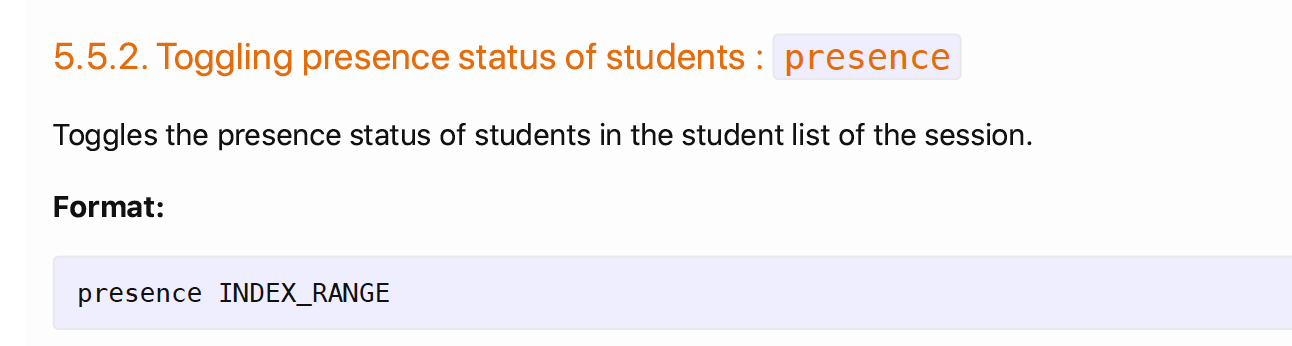 5.5.2. Toggling presence status of students : presence
Toggles the presence status of students in the student list of the session.
Format:
presence INDEX_RANGE